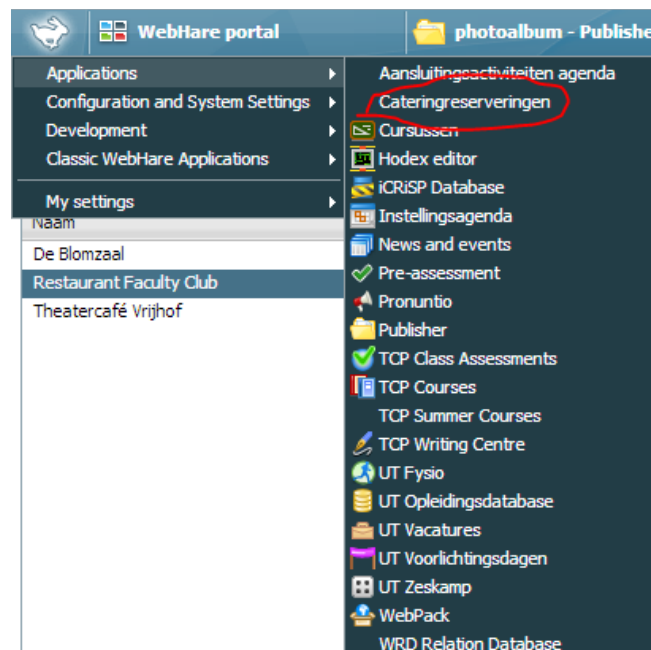 WebHare portal
photoalbum - Publishe
Applications
Configuration and System Settings
Development
Classic WebHare Applications
My settings
Naam
De Blomzaal
Restaurant Faculty Club
Theatercafé Vrijhof
Aansluitingsactiviteiten agenda
Cateringreserveringen
Cursussen
Hodex editor
iCRiSP Database
Instellingsagenda
News and events
Pre-assessment
Pronuntio
Publisher
TCP Class Assessments
TCP Courses
TCP Summer Courses
TCP Writing Centre
UT Fysio
UT Opleidingsdatabase
UT Vacatures
UT Voorlichtingsdagen
UT Zeskamp
WebPack
WRD Relation Database